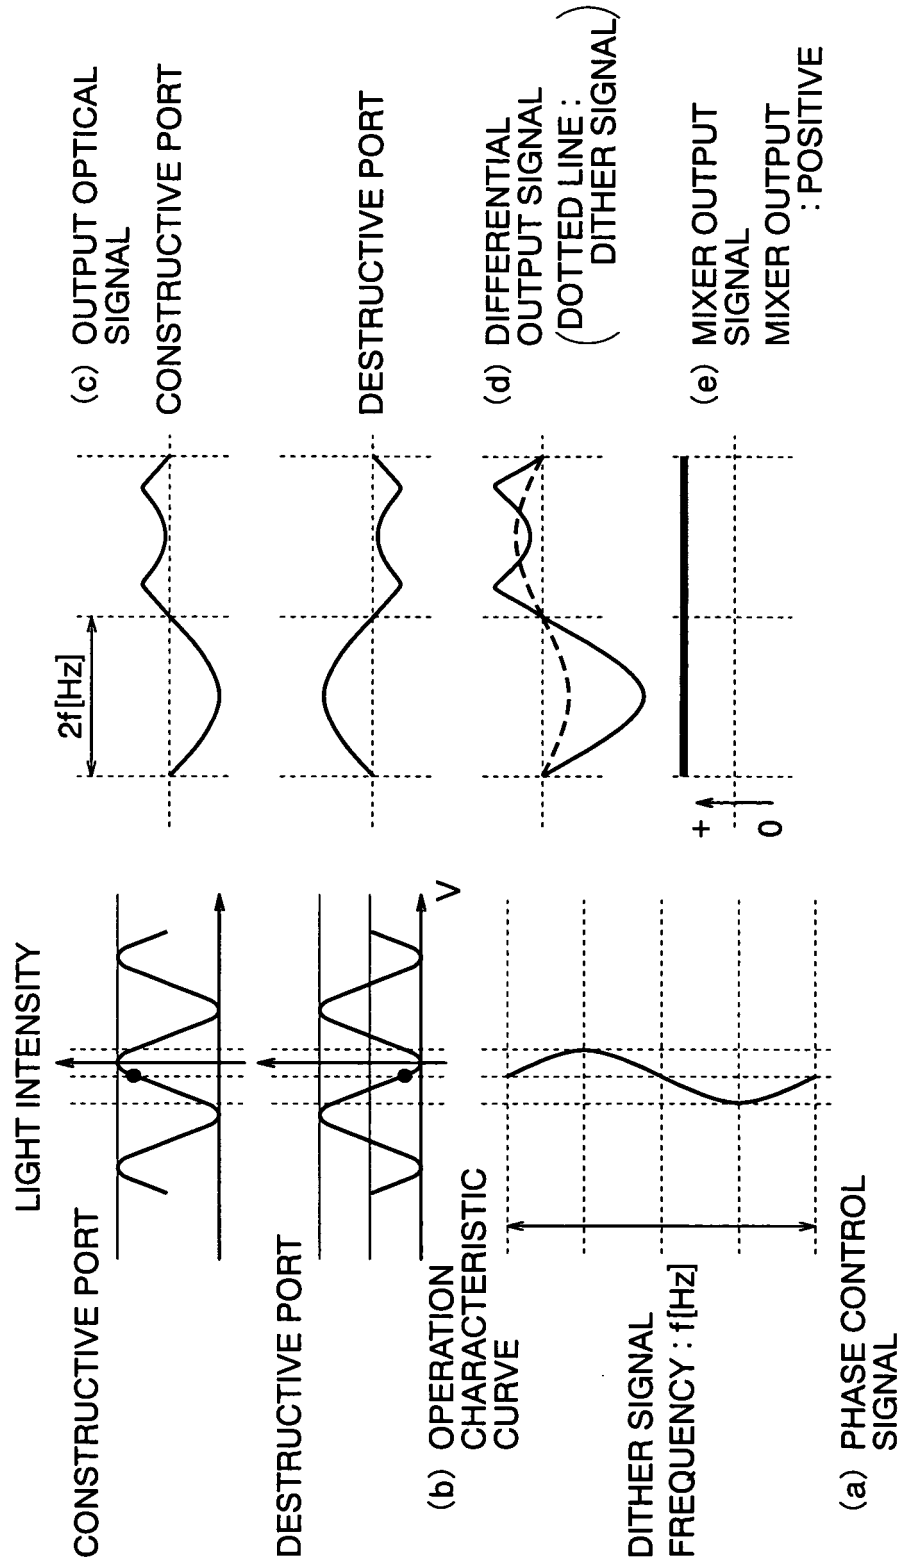 LIGHT INTENSITY
CONSTRUCTIVE PORT
DESTRUCTIVE PORT
V
(b) OPERATION
CHARACTERISTIC
CURVE
DITHER SIGNAL
FREQUENCY : f[Hz]
(a) PHASE CONTROL
SIGNAL
2f[Hz]
+
0
(c) OUTPUT OPTICAL
SIGNAL
CONSTRUCTIVE PORT
DESTRUCTIVE PORT
(d) DIFFERENTIAL
OUTPUT SIGNAL
(DOTTED LINE :
DITHER SIGNAL)
(e) MIXER OUTPUT
SIGNAL
MIXER OUTPUT
: POSITIVE